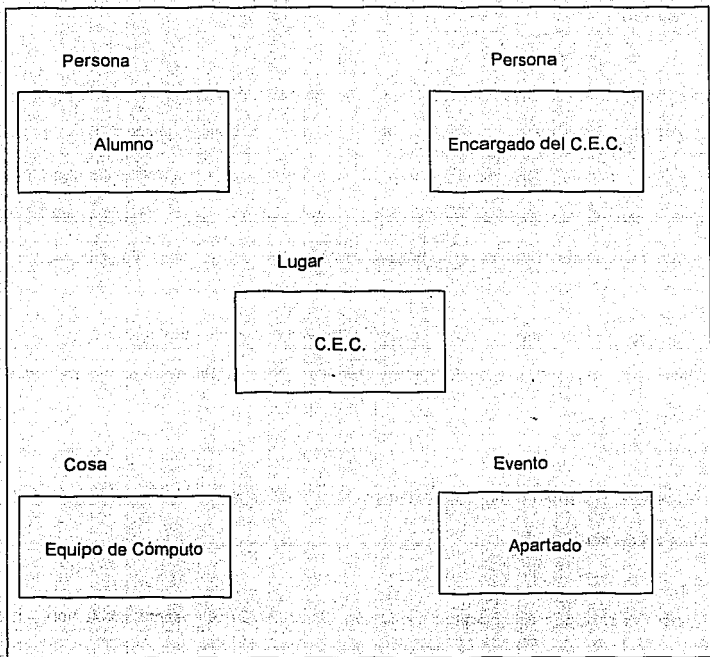 Persona
Persona
Alumno
Encargado del C.E.C.
Lugar
C.E.C.
Cosa
Evento
Equipo de Cómputo
Apartado